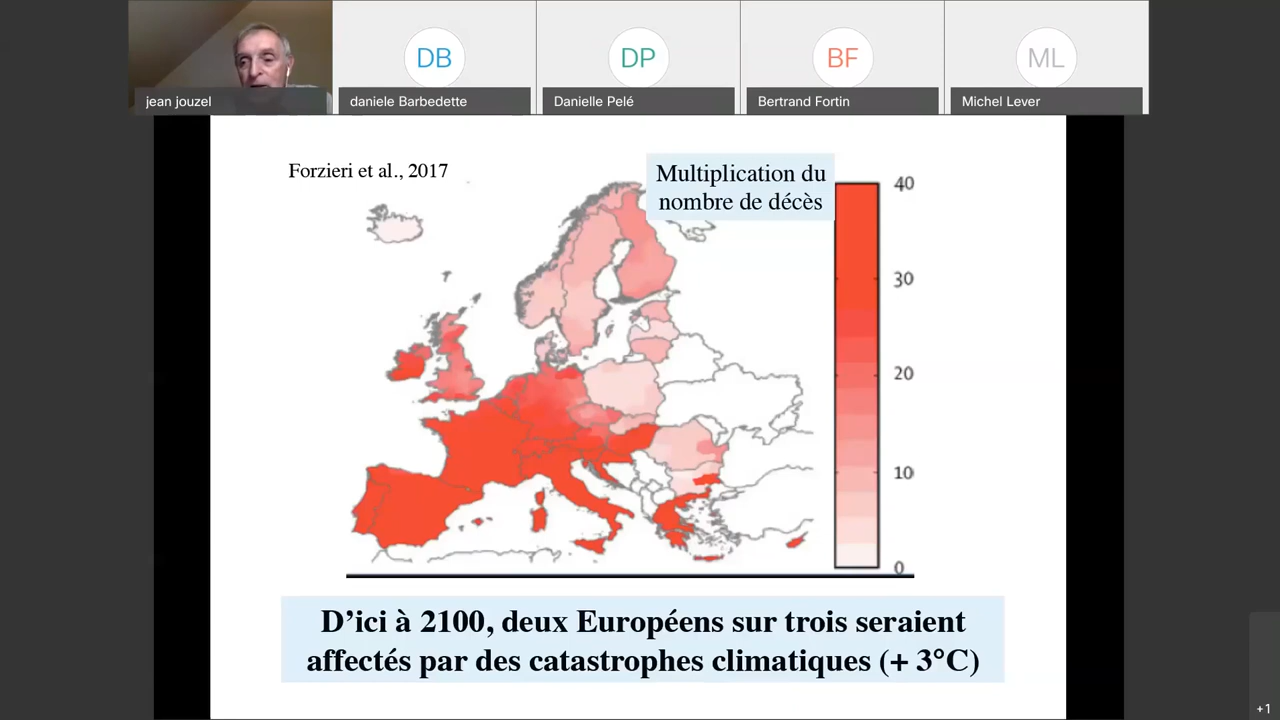 DB
DP
BF
ML
jean jouzel
daniele Barbedette
Danielle Pelé
Bertrand Fortin
Michel Lever
Forzieri et al., 2017
Multiplication du
nombre de décès
40
30
20
10
0
D’ici à 2100, deux Européens sur trois seraient
affectés par des catastrophes climatiques (+ 3°C)
+1